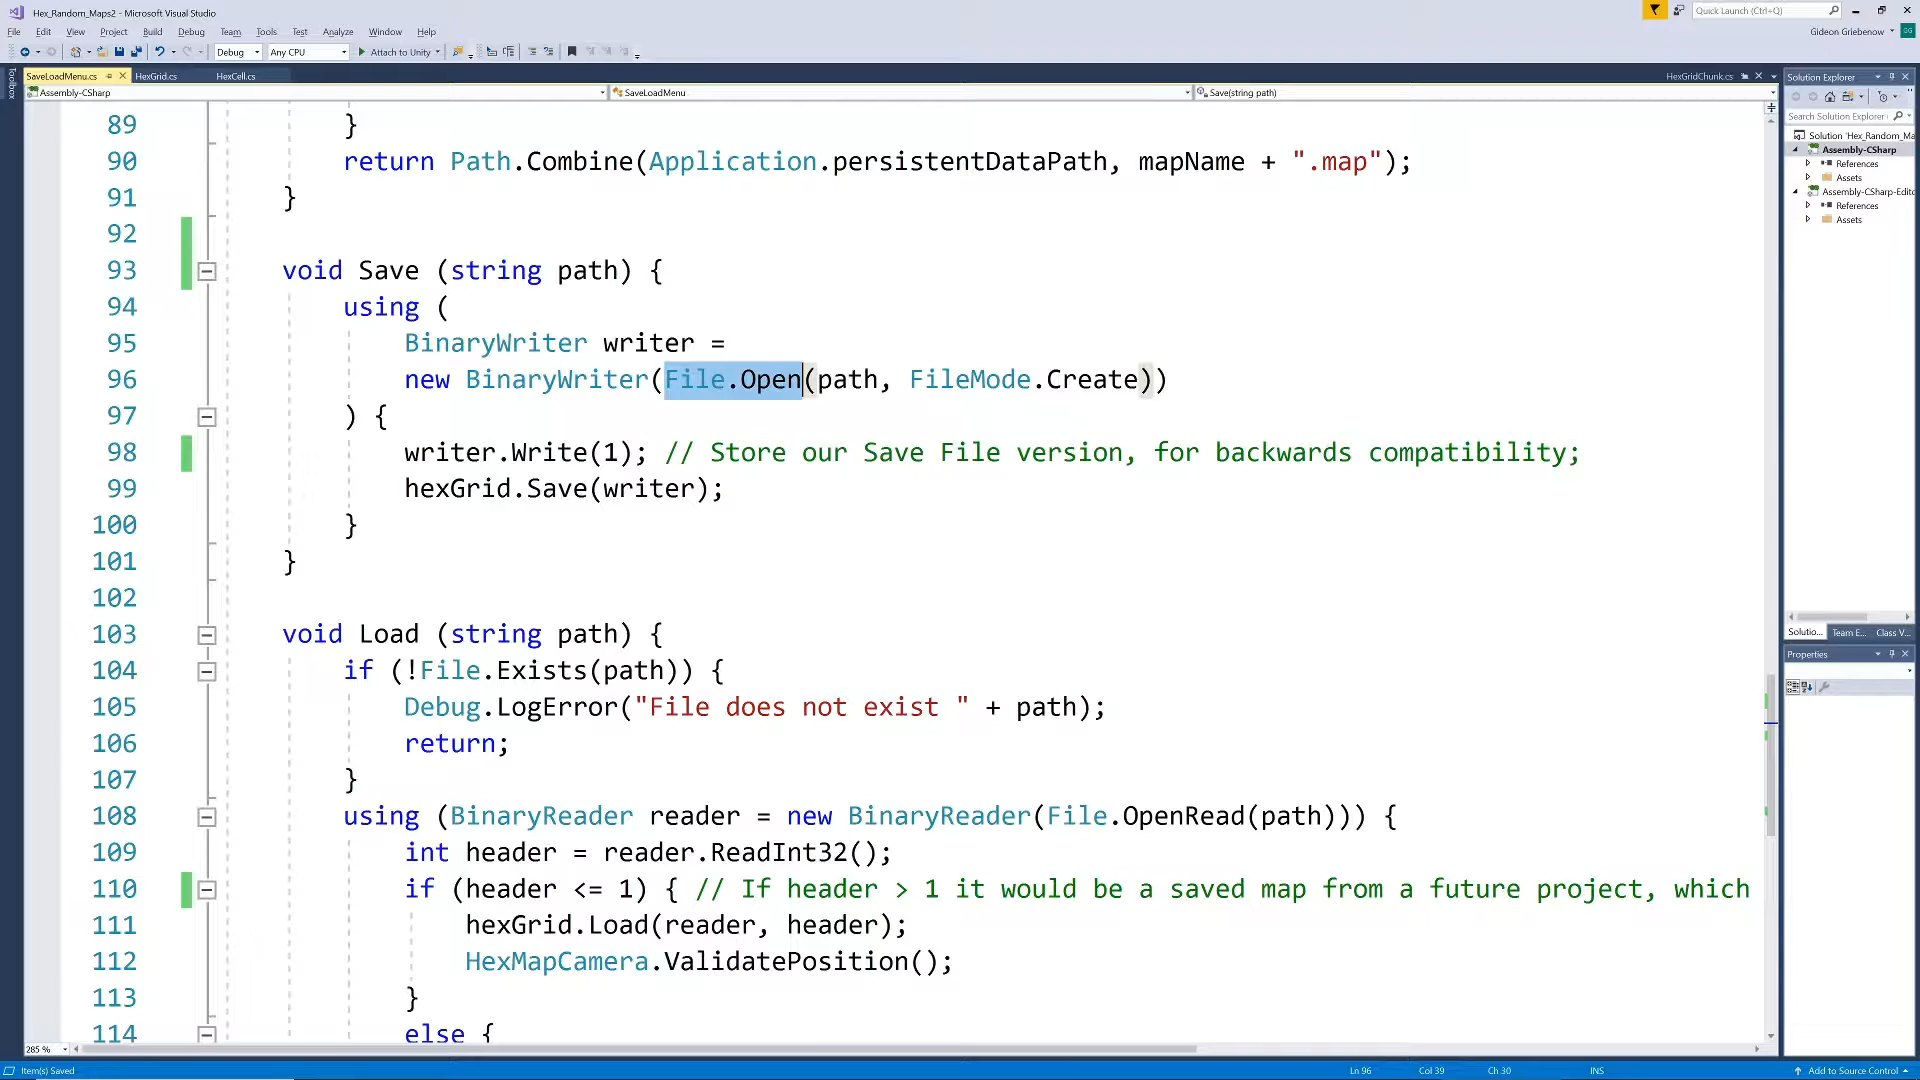 Hex_Random_Maps2 - Microsoft Visual Studio
Quick Launch (Ctrl+Q)
File Edit View Project Build Debug Team Tools Test Analyze Window Help
Gideon Griebenow
GG
Debug Any CPU Attach to Unity
Toolbox
SaveLoadMenu.cs HexGrid.cs HexCell.cs HexGridChunk.cs
Assembly-CSharp SaveLoadMenu Save(string path)
89 }
90 return Path.Combine(Application.persistentDataPath, mapName + ".map");
91 }
92
93 void Save (string path) {
94 using (
95 BinaryWriter writer =
96 new BinaryWriter(File.Open(path, FileMode.Create))
97 ) {
98 writer.Write(1); // Store our Save File version, for backwards compatibility;
99 hexGrid.Save(writer);
100 }
101 }
102
103 void Load (string path) {
104 if (!File.Exists(path)) {
105 Debug.LogError("File does not exist " + path);
106 return;
107 }
108 using (BinaryReader reader = new BinaryReader(File.OpenRead(path))) {
109 int header = reader.ReadInt32();
110 if (header <= 1) { // If header > 1 it would be a saved map from a future project, which
111 hexGrid.Load(reader, header);
112 HexMapCamera.ValidatePosition();
113 }
114 else {
285 %
Solution Explorer
Search Solution Explorer
Solution 'Hex_Random_Ma
Assembly-CSharp
References
Assets
Assembly-CSharp-Edito
References
Assets
Solutio... Team E... Class V...
Properties
Item(s) Saved Ln 96 Col 39 Ch 30 INS Add to Source Control